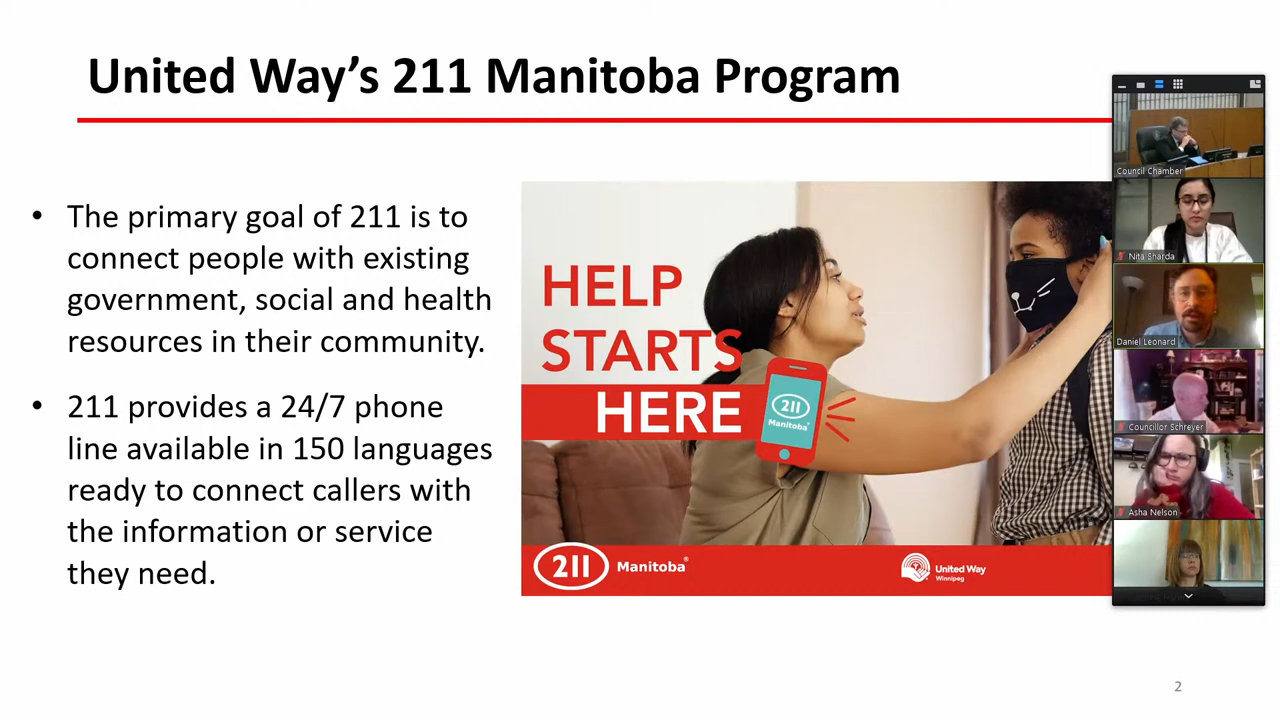 United Way’s 211 Manitoba Program
• The primary goal of 211 is to
connect people with existing
government, social and health
resources in their community.
• 211 provides a 24/7 phone
line available in 150 languages
ready to connect callers with
the information or service
they need.
HELP
STARTS
HERE
211
Manitoba®
211 Manitoba®
United Way
Winnipeg
Council Chamber
Nita Sharda
Daniel Leonard
Councillor Schreyer
Asha Nelson
2